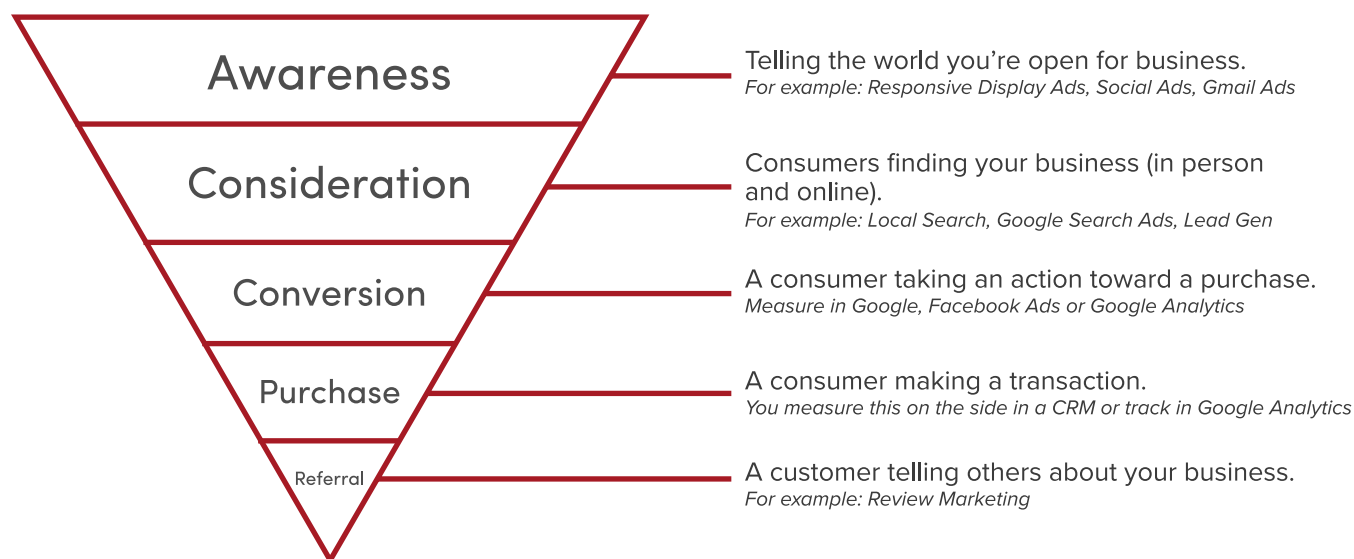 Awareness
Telling the world you’re open for business.
For example: Responsive Display Ads, Social Ads, Gmail Ads
Consideration
Consumers finding your business (in person
and online).
For example: Local Search, Google Search Ads, Lead Gen
Conversion
A consumer taking an action toward a purchase.
Measure in Google, Facebook Ads or Google Analytics
Purchase
A consumer making a transaction.
You measure this on the side in a CRM or track in Google Analytics
Referral
A customer telling others about your business.
For example: Review Marketing